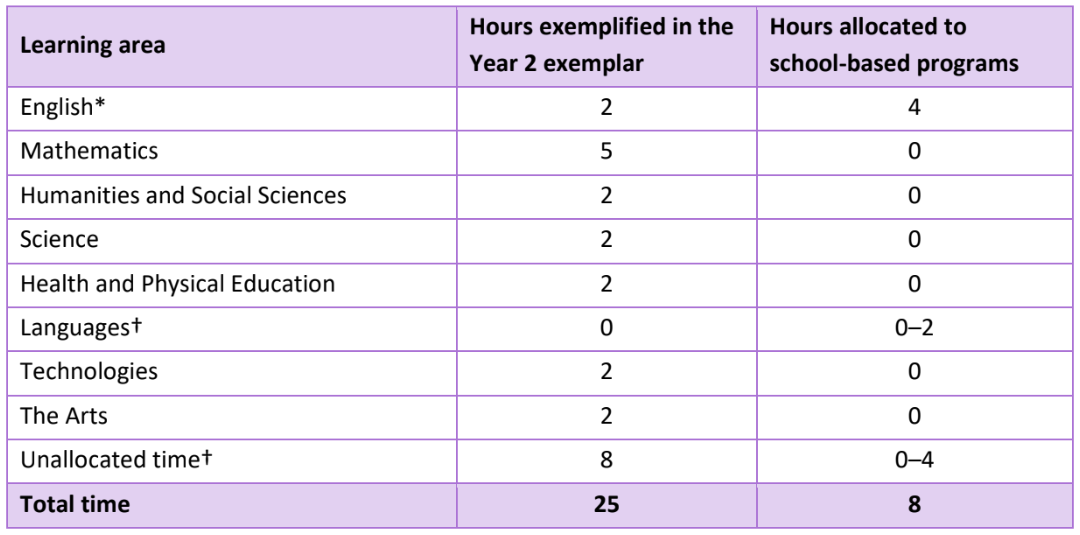 Learning area
Hours exemplified in the
Year 2 exemplar
Hours allocated to
school-based programs
English* 2 4
Mathematics 5 0
Humanities and Social Sciences 2 0
Science 2 0
Health and Physical Education 2 0
Languages† 0 0–2
Technologies 2 0
The Arts 2 0
Unallocated time† 8 0–4
Total time 25 8